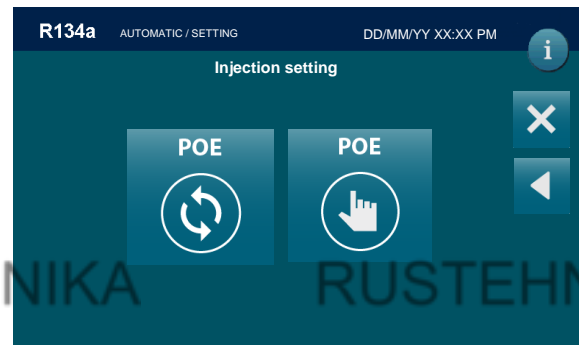 R134a AUTOMATIC / SETTING DD/MM/YY XX:XX PM
i
Injection setting
POE POE
NIKA RUSTEHN